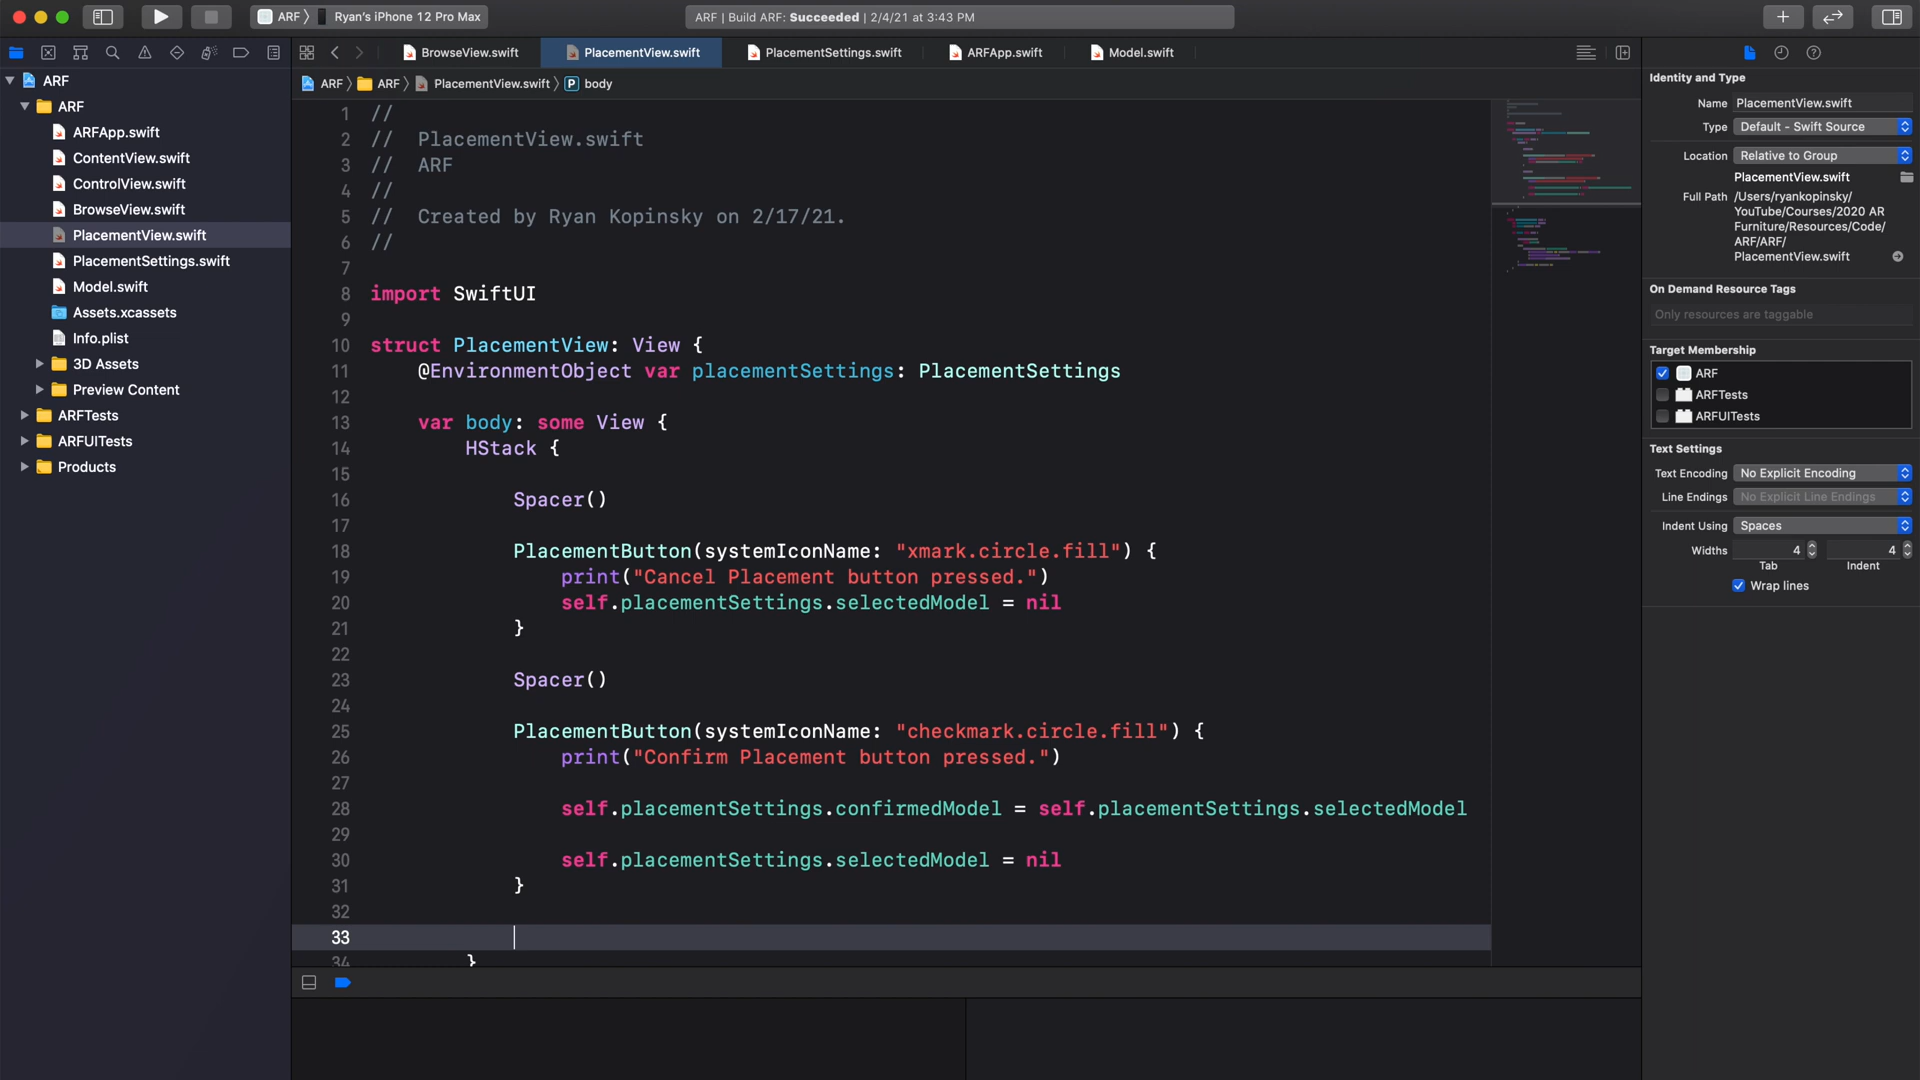 ARF 〉 Ryan's iPhone 12 Pro Max
ARF | Build ARF: Succeeded | 2/4/21 at 3:43 PM
BrowseView.swift
PlacementView.swift
PlacementSettings.swift
ARFApp.swift
Model.swift
ARF 〉 ARF 〉 PlacementView.swift 〉 P body
ARF
ARF
ARFApp.swift
ContentView.swift
ControlView.swift
BrowseView.swift
PlacementView.swift
PlacementSettings.swift
Model.swift
Assets.xcassets
Info.plist
3D Assets
Preview Content
ARFTests
ARFUITests
Products
1 //
2 // PlacementView.swift
3 // ARF
4 //
5 // Created by Ryan Kopinsky on 2/17/21.
6 //
7
8 import SwiftUI
9
10 struct PlacementView: View {
11 @EnvironmentObject var placementSettings: PlacementSettings
12
13 var body: some View {
14 HStack {
15
16 Spacer()
17
18 PlacementButton(systemIconName: "xmark.circle.fill") {
19 print("Cancel Placement button pressed.")
20 self.placementSettings.selectedModel = nil
21 }
22
23 Spacer()
24
25 PlacementButton(systemIconName: "checkmark.circle.fill") {
26 print("Confirm Placement button pressed.")
27
28 self.placementSettings.confirmedModel = self.placementSettings.selectedModel
29
30 self.placementSettings.selectedModel = nil
31 }
32
33
34 }
Identity and Type
Name PlacementView.swift
Type Default - Swift Source
Location Relative to Group
PlacementView.swift
Full Path /Users/ryankopinsky/
YouTube/Courses/2020 AR
Furniture/Resources/Code/
ARF/ARF/
PlacementView.swift
On Demand Resource Tags
Only resources are taggable
Target Membership
ARF
ARFTests
ARFUITests
Text Settings
Text Encoding No Explicit Encoding
Line Endings No Explicit Line Endings
Indent Using Spaces
Widths 4 4
Tab Indent
Wrap lines